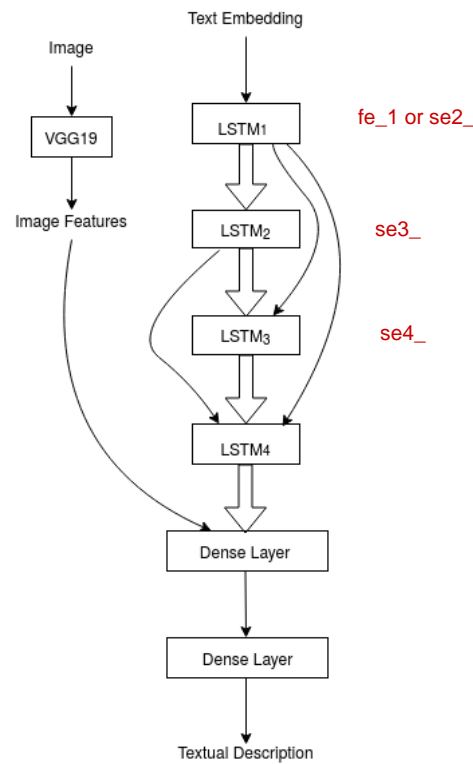 Text Embedding
Image
LSTM1
fe_1 or se2_
VGG19
Image Features
LSTM2
se3_
LSTM3
se4_
LSTM4
Dense Layer
Dense Layer
Textual Description